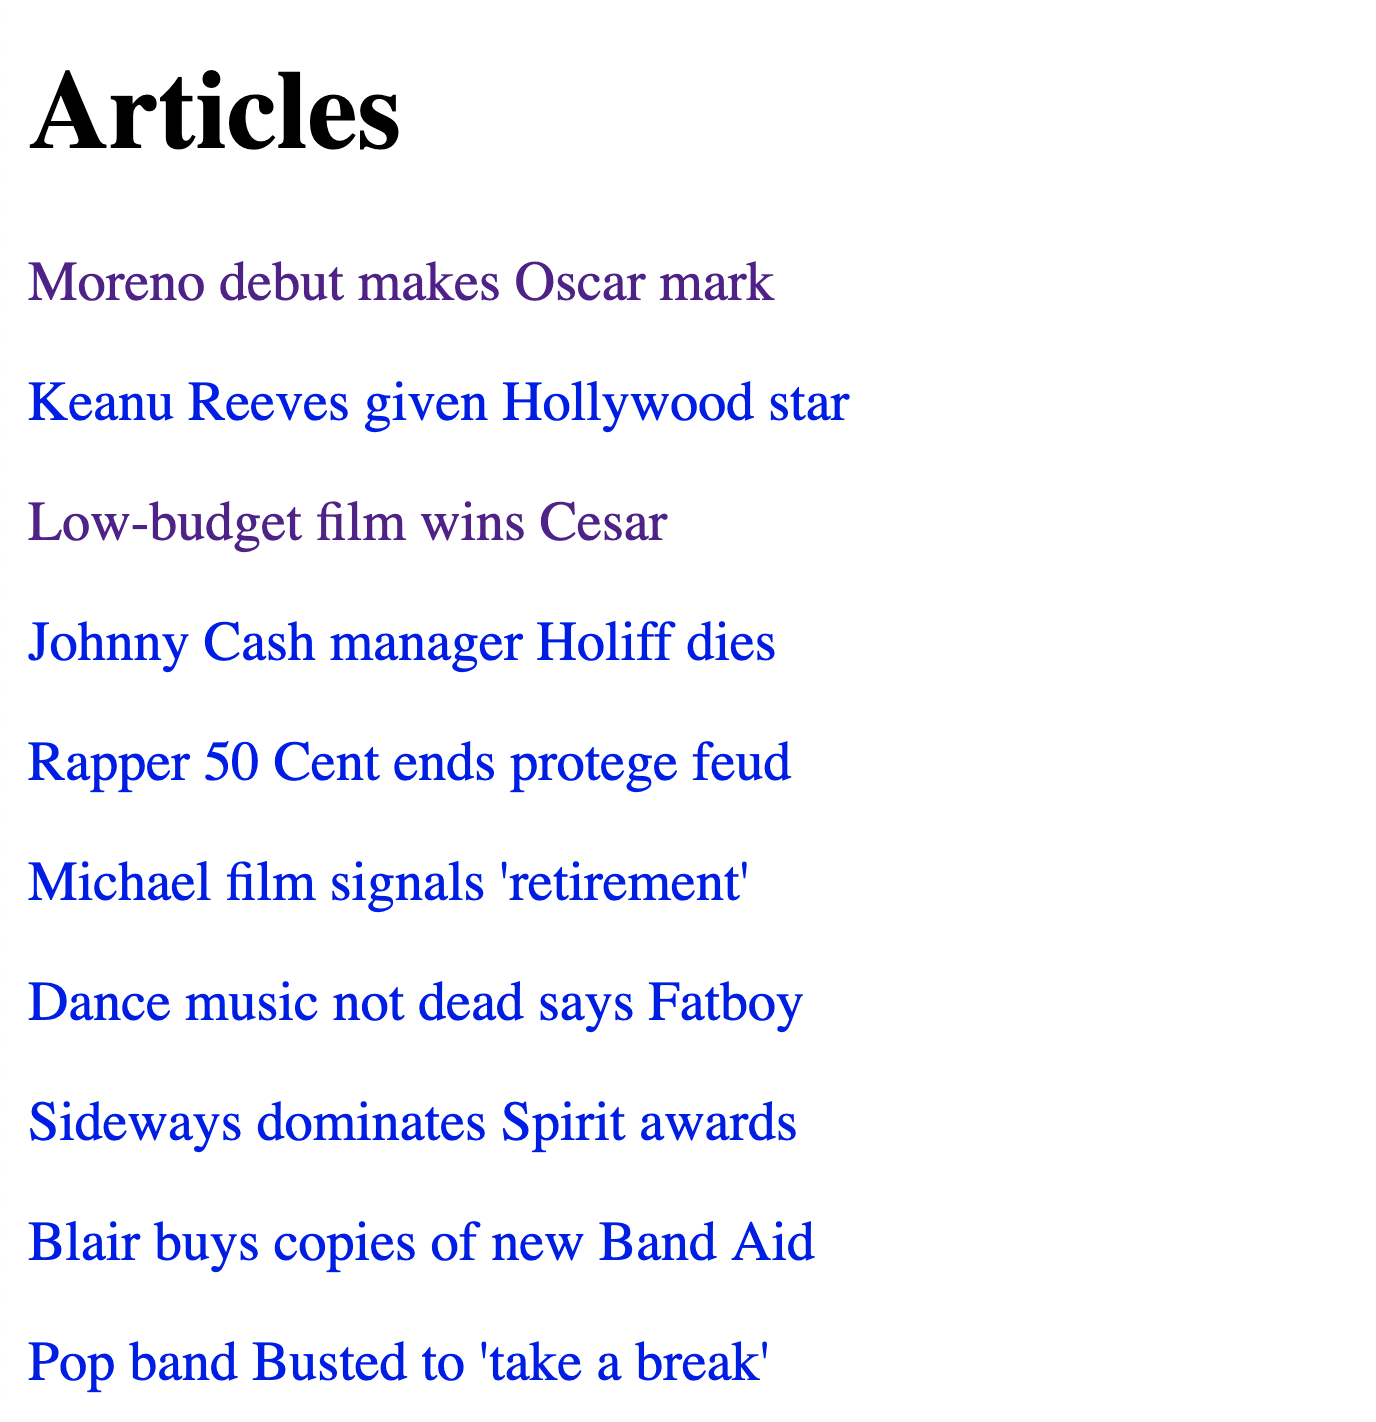 Articles
Moreno debut makes Oscar mark
Keanu Reeves given Hollywood star
Low-budget film wins Cesar
Johnny Cash manager Holiff dies
Rapper 50 Cent ends protege feud
Michael film signals 'retirement'
Dance music not dead says Fatboy
Sideways dominates Spirit awards
Blair buys copies of new Band Aid
Pop band Busted to 'take a break'